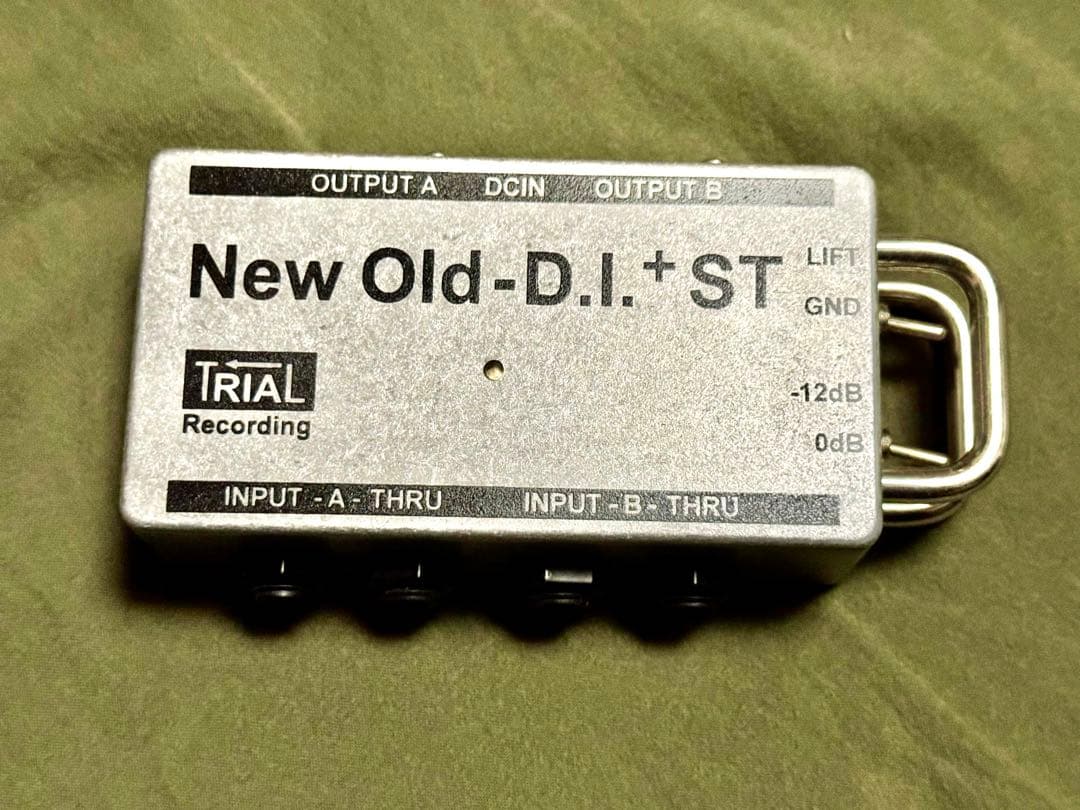 OUTPUT A DCIN OUTPUT B
New Old-D.I.+ ST
LIFT
GND
TRIAL
Recording
-12dB
0dB
INPUT - A - THRU INPUT - B - THRU